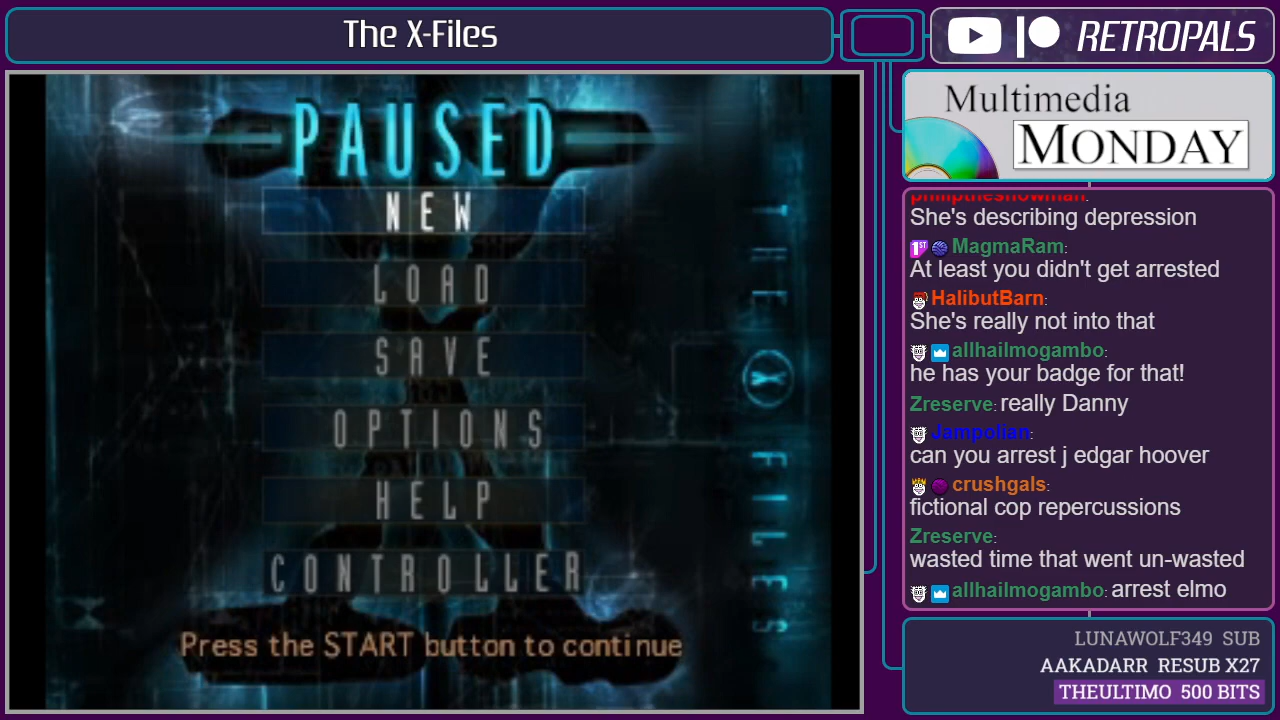 The X-Files
RETROPALS
Multimedia
MONDAY
PAUSED
NEW
LOAD
SAVE
OPTIONS
HELP
CONTROLLER
Press the START button to continue
THE X FILES
philiptheshowman:
She's describing depression
1ST MagmaRam:
At least you didn't get arrested
HalibutBarn:
She's really not into that
allhailmogambo:
he has your badge for that!
Zreserve: really Danny
Jampolian:
can you arrest j edgar hoover
crushgals:
fictional cop repercussions
Zreserve:
wasted time that went un-wasted
allhailmogambo: arrest elmo
LUNAWOLF349 SUB
AAKADARR RESUB X27
THEULTIMO 500 BITS